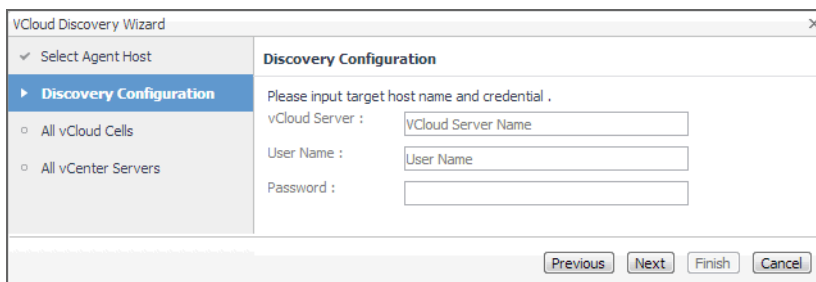 VCloud Discovery Wizard
Select Agent Host
Discovery Configuration
All vCloud Cells
All vCenter Servers
Discovery Configuration
Please input target host name and credential .
vCloud Server :
VCloud Server Name
User Name :
User Name
Password :
Previous
Next
Finish
Cancel